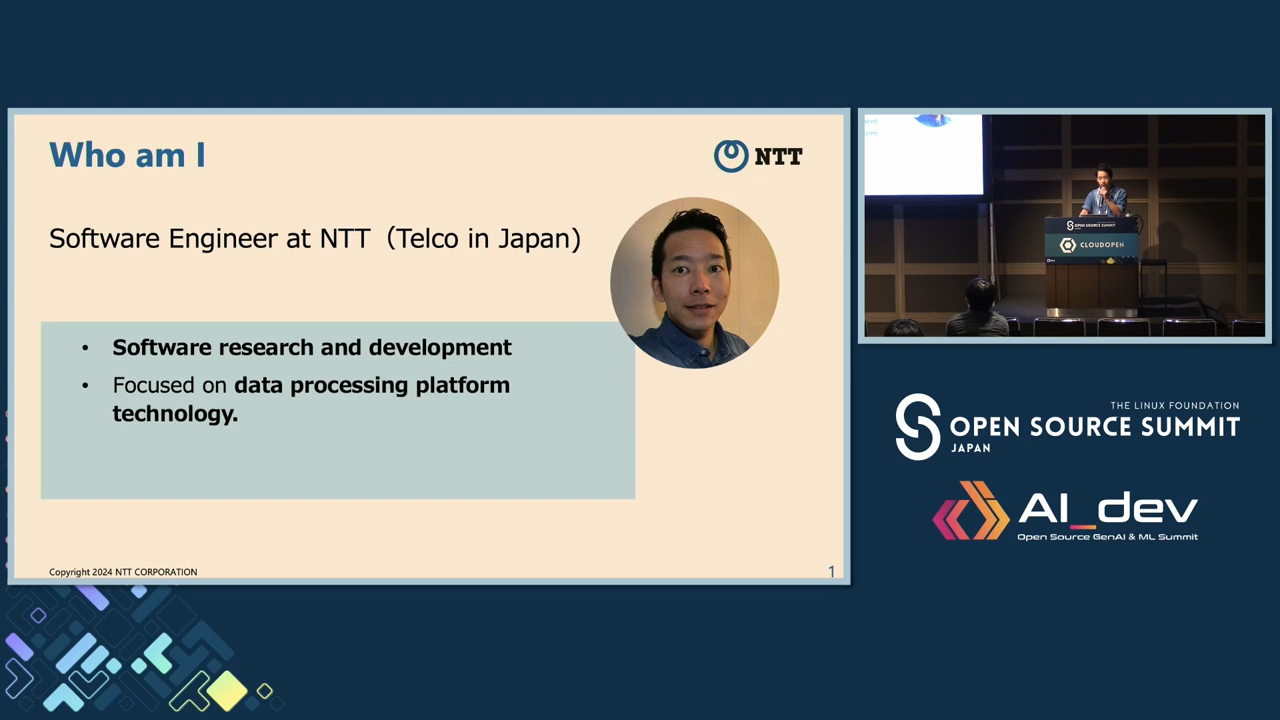 Who am I
NTT
Software Engineer at NTT（Telco in Japan)
• Software research and development
• Focused on data processing platform
technology.
Copyright 2024 NTT CORPORATION
1
OPEN SOURCE SUMMIT
CLOUDOPEN
THE LINUX FOUNDATION
OPEN SOURCE SUMMIT
JAPAN
AI_dev
Open Source GenAI & ML Summit